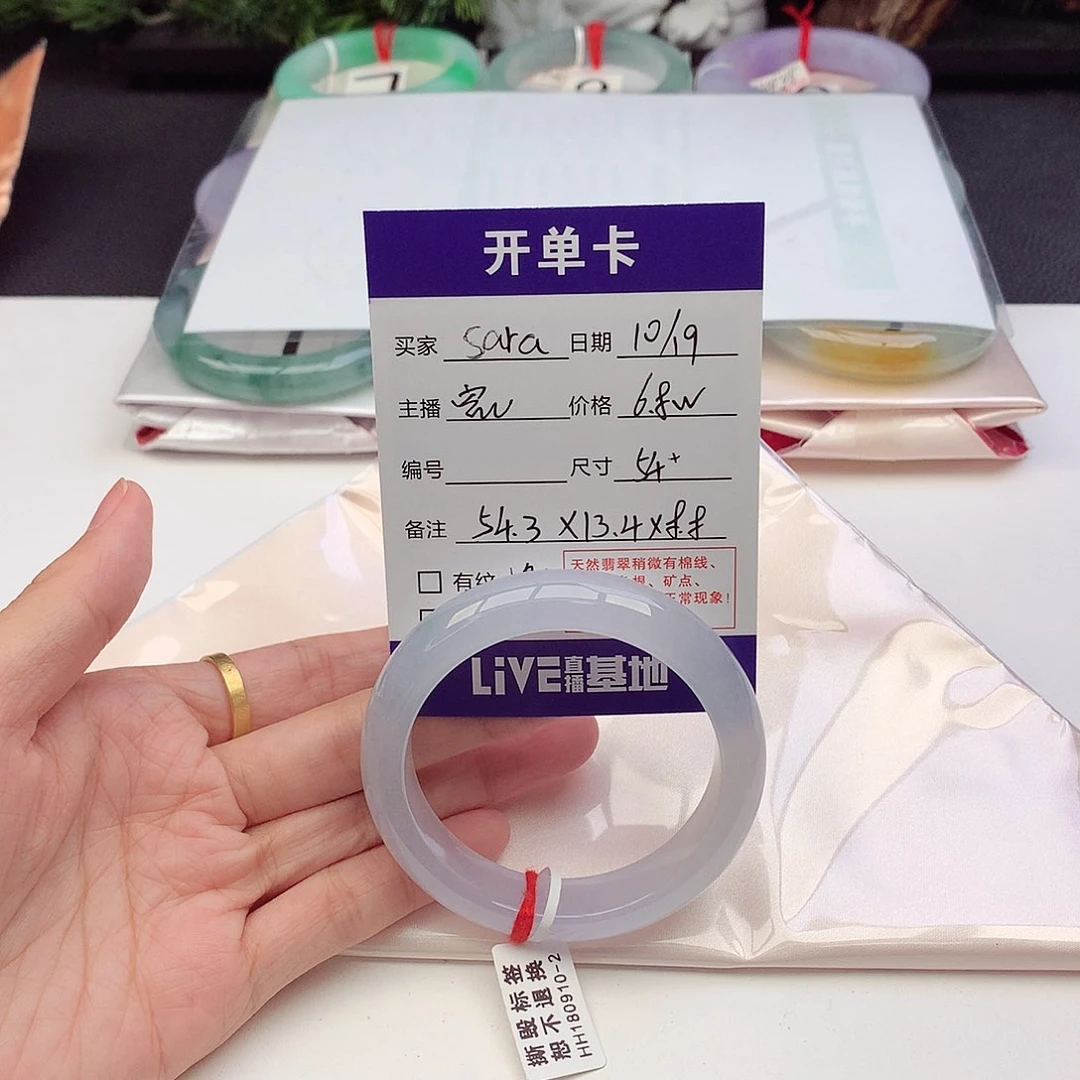 7
开单卡
买家 Sara 日期 10/19
主播 价格 6.8w
编号 尺寸 54+
备注 54.3 X13.4X8.8
□ 有纹
天然翡翠稍微有棉线、
根、矿点、
正常现象!
LiVE直播基地
撕毁标签
恕不退换
HH180910-2